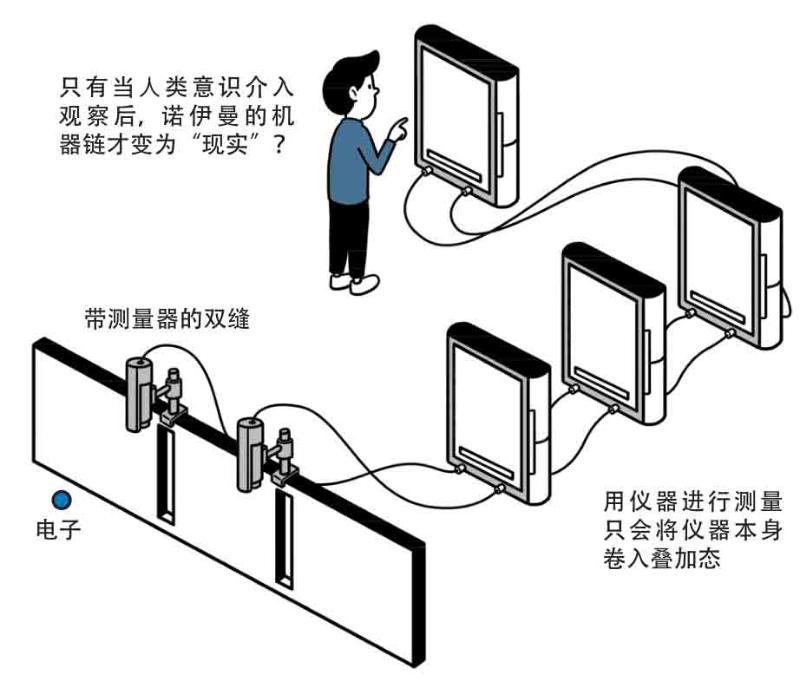 只有当人类意识介入
观察后,诺伊曼的机
器链才变为“现实”?
带测量器的双缝
电子
用仪器进行测量
只会将仪器本身
卷入叠加态